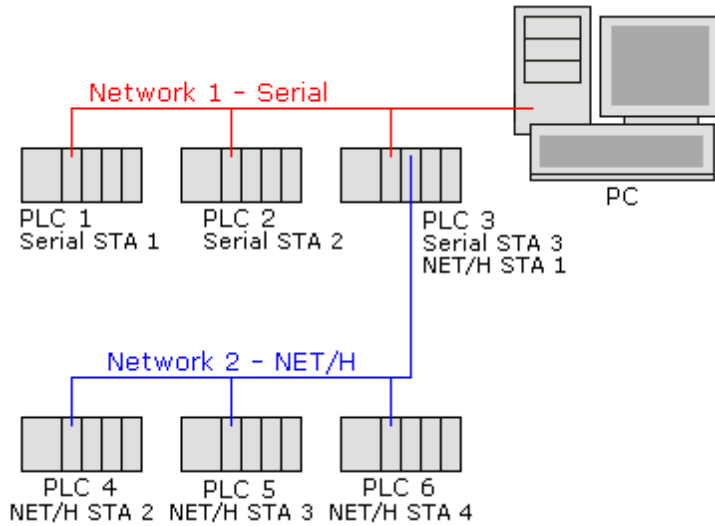 Network 1 - Serial
PC
PLC 1
Serial STA 1
PLC 2
Serial STA 2
PLC 3
Serial STA 3
NET/H STA 1
Network 2 - NET/H
PLC 4
NET/H STA 2
PLC 5
NET/H STA 3
PLC 6
NET/H STA 4